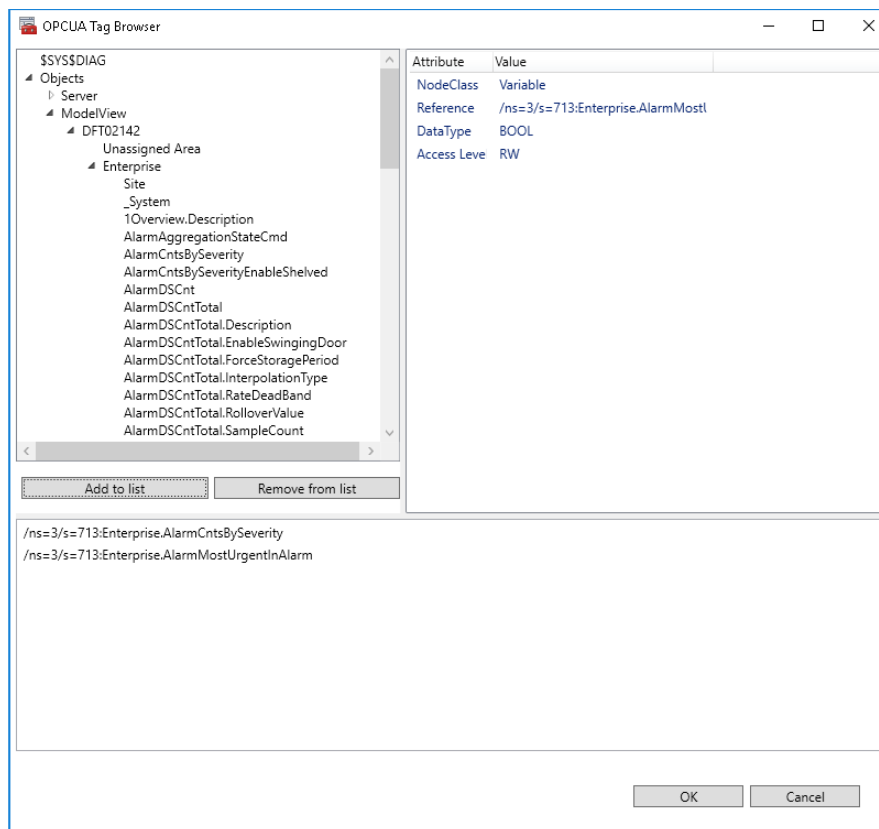 OPCUA Tag Browser
$SYS$DIAG
Objects
Server
ModelView
DFT02142
Unassigned Area
Enterprise
Site
_System
1Overview.Description
AlarmAggregationStateCmd
AlarmCntsBySeverity
AlarmCntsBySeverityEnableShelved
AlarmDSCnt
AlarmDSCntTotal
AlarmDSCntTotal.Description
AlarmDSCntTotal.EnableSwingingDoor
AlarmDSCntTotal.ForceStoragePeriod
AlarmDSCntTotal.InterpolationType
AlarmDSCntTotal.RateDeadBand
AlarmDSCntTotal.RolloverValue
AlarmDSCntTotal.SampleCount
Add to list Remove from list
Attribute Value
NodeClass Variable
Reference /ns=3/s=713:Enterprise.AlarmMostU
DataType BOOL
Access Leve RW
/ns=3/s=713:Enterprise.AlarmCntsBySeverity
/ns=3/s=713:Enterprise.AlarmMostUrgentInAlarm
OK Cancel